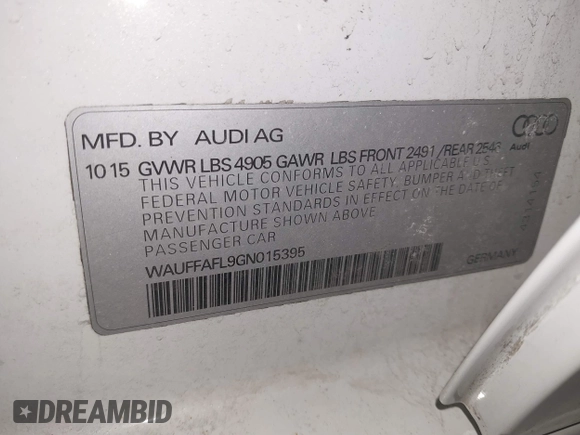 MFD. BY AUDI AG
10 15 GVWR LBS 4905 GAWR LBS FRONT 2491 /REAR 2543
THIS VEHICLE CONFORMS TO ALL APPLICABLE U.S.
FEDERAL MOTOR VEHICLE SAFETY, BUMPER AND THEFT
PREVENTION STANDARDS IN EFFECT ON THE DATE OF
MANUFACTURE SHOWN ABOVE
PASSENGER CAR
WAUFFAFL9GN015395
Audi
GERMANY
DREAMBID